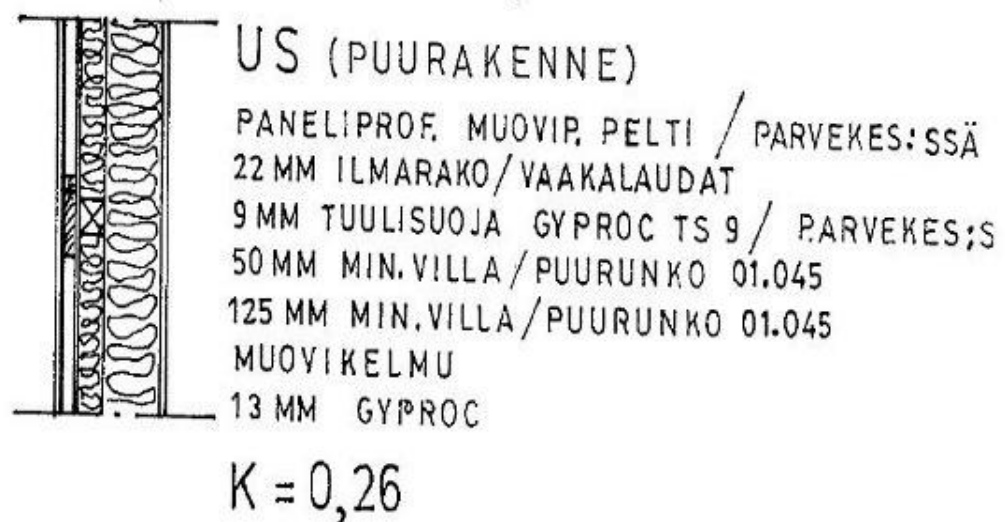 US (PUURAKENNE)
PANELIPROF. MUOVIP. PELTI / PARVEKES:SSÄ
22 MM ILMARAKO/VAAKALAUDAT
9 MM TUULISUOJA GYPROC TS 9 / PARVEKES:S
50 MM MIN.VILLA/PUURUNKO 01.045
125 MM MIN.VILLA/PUURUNKO 01.045
MUOVIKELMU
13 MM GYPROC
K = 0,26